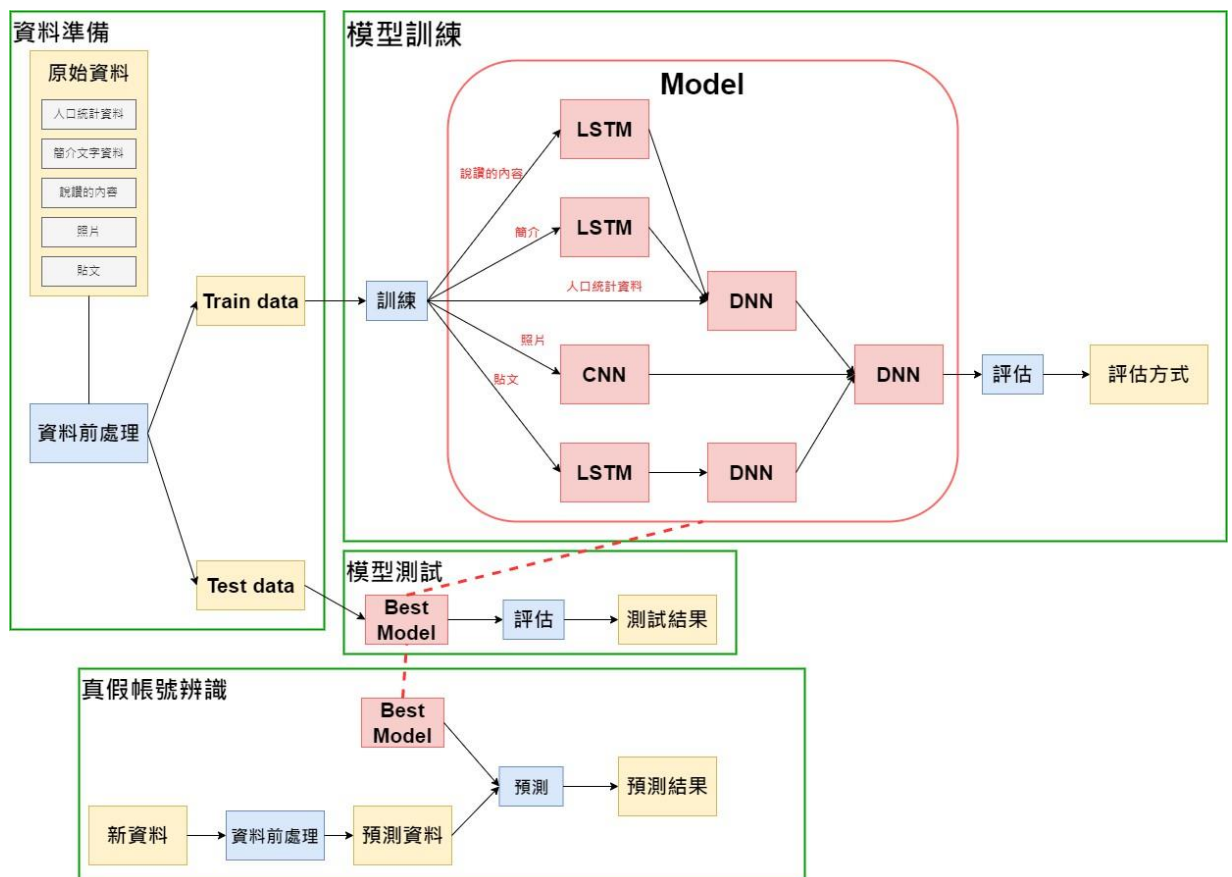 資料準備
原始資料
人口統計資料
簡介文字資料
說讚的內容
照片
貼文
資料前處理
Train data
Test data
模型訓練
Model
訓練
說讚的內容
簡介
人口統計資料
照片
貼文
LSTM
LSTM
DNN
CNN
DNN
LSTM
DNN
評估
評估方式
模型測試
Best
Model
評估
測試結果
真假帳號辨識
Best
Model
預測
預測結果
新資料
資料前處理
預測資料